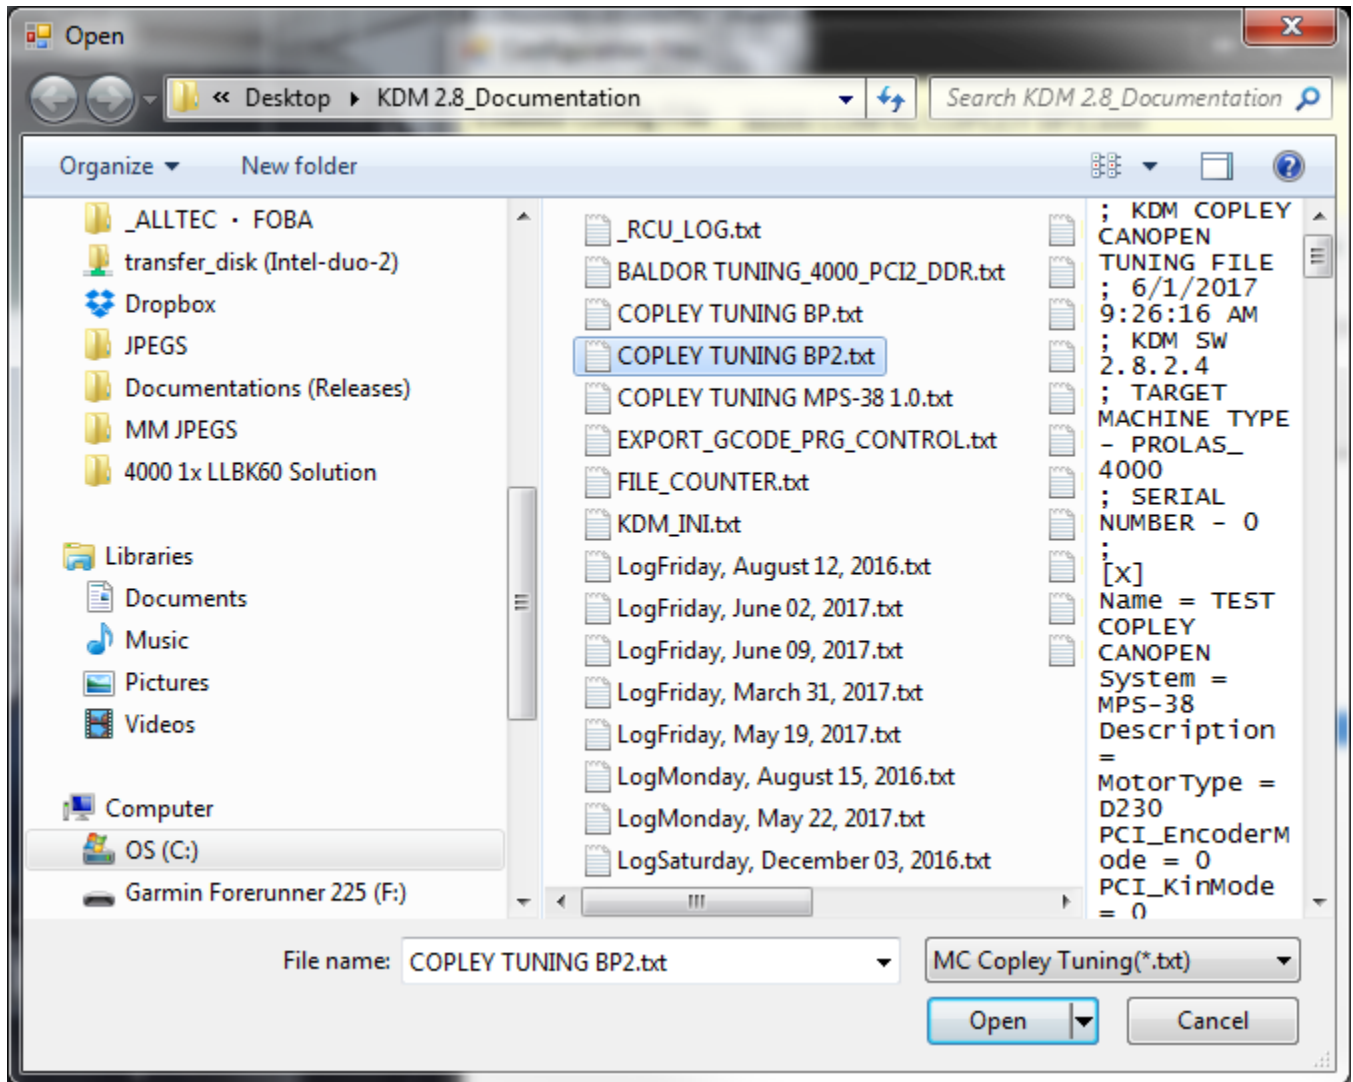 Open
« Desktop ▸ KDM 2.8_Documentation
Search KDM 2.8_Documentation
Organize
New folder
_ALLTEC · FOBA
transfer_disk (Intel-duo-2)
Dropbox
JPEGS
Documentations (Releases)
MM JPEGS
4000 1x LLBK60 Solution
Libraries
Documents
Music
Pictures
Videos
Computer
OS (C:)
Garmin Forerunner 225 (F:)
_RCU_LOG.txt
BALDOR TUNING_4000_PCI2_DDR.txt
COPLEY TUNING BP.txt
COPLEY TUNING BP2.txt
COPLEY TUNING MPS-38 1.0.txt
EXPORT_GCODE_PRG_CONTROL.txt
FILE_COUNTER.txt
KDM_INI.txt
LogFriday, August 12, 2016.txt
LogFriday, June 02, 2017.txt
LogFriday, June 09, 2017.txt
LogFriday, March 31, 2017.txt
LogFriday, May 19, 2017.txt
LogMonday, August 15, 2016.txt
LogMonday, May 22, 2017.txt
LogSaturday, December 03, 2016.txt
; KDM COPLEY
CANOPEN
TUNING FILE
; 6/1/2017
9:26:16 AM
; KDM SW
2.8.2.4
; TARGET
MACHINE TYPE
- PROLAS_
4000
; SERIAL
NUMBER - 0
;
[X]
Name = TEST
COPLEY
CANOPEN
System =
MPS-38
Description
=
MotorType =
D230
PCI_EncoderM
ode = 0
PCI_KinMode
= 0
File name:
COPLEY TUNING BP2.txt
MC Copley Tuning(*.txt)
Open
Cancel